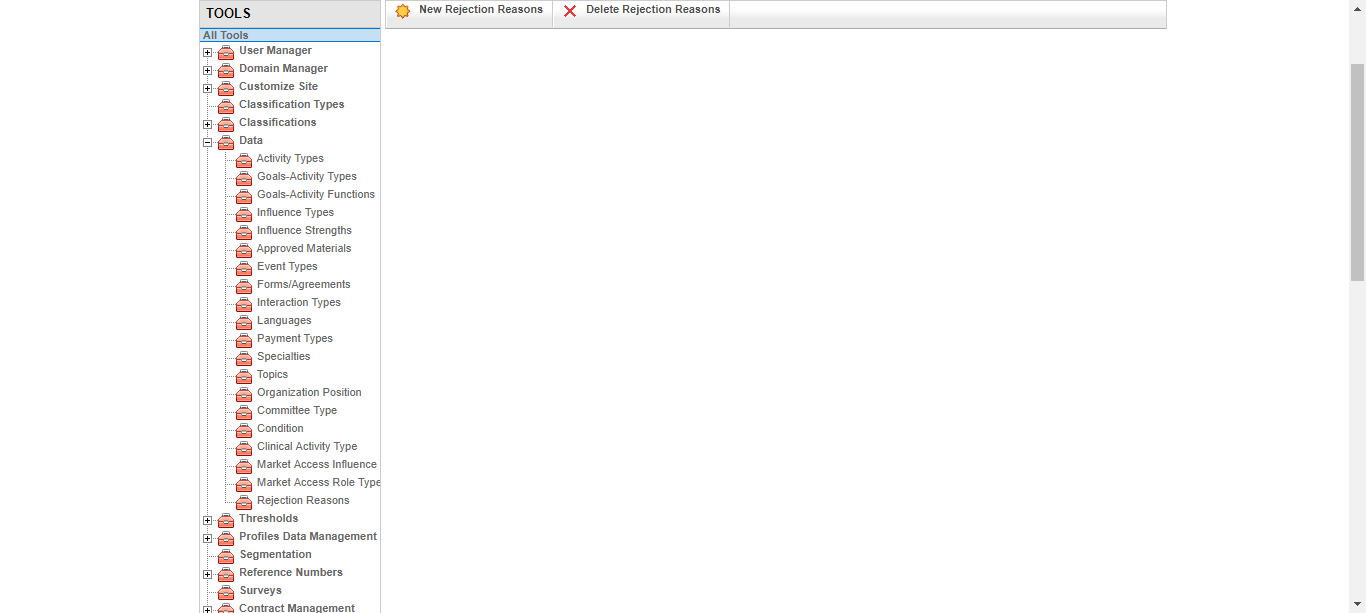 TOOLS
New Rejection Reasons
Delete Rejection Reasons
All Tools
User Manager
Domain Manager
Customize Site
Classification Types
Classifications
Data
Activity Types
Goals-Activity Types
Goals-Activity Functions
Influence Types
Influence Strengths
Approved Materials
Event Types
Forms/Agreements
Interaction Types
Languages
Payment Types
Specialties
Topics
Organization Position
Committee Type
Condition
Clinical Activity Type
Market Access Influence
Market Access Role Type
Rejection Reasons
Thresholds
Profiles Data Management
Segmentation
Reference Numbers
Surveys
Contract Management